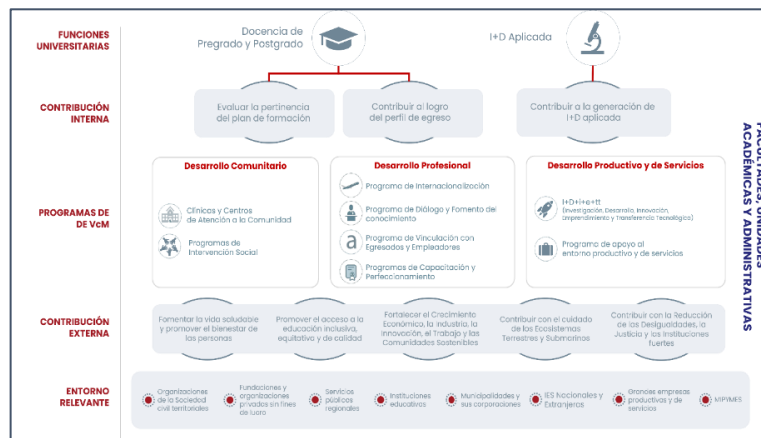 FUNCIONES
UNIVERSITARIAS
Docencia de
Pregrado y Postgrado
I+D Aplicada
CONTRIBUCIÓN
INTERNA
Evaluar la pertinencia
del plan de formación
Contribuir al logro
del perfil de egreso
Contribuir a la generación de
I+D aplicada
PROGRAMAS DE
DE VcM
Desarrollo Comunitario
Clínicas y Centros
de Atención a la Comunidad
Programas de
Intervención Social
Desarrollo Profesional
Programa de Internacionalización
Programa de Diálogo y Fomento del
conocimiento
a
Programa de Vinculación con
Egresados y Empleadores
Programas de Capacitación y
Perfeccionamiento
Desarrollo Productivo y de Servicios
I+D+i+e+tt
(Investigación, Desarrollo, Innovación,
Emprendimiento y Transferencia Tecnológica)
Programa de apoyo al
entorno productivo y de servicios
CONTRIBUCIÓN
EXTERNA
Fomentar la vida saludable
y promover el bienestar de
las personas
Promover el acceso a la
educación inclusiva,
equitativa y de calidad
Fortalecer el Crecimiento
Económico, la Industria, la
Innovación, el Trabajo y las
Comunidades Sostenibles
Contribuir con el cuidado
de los Ecosistemas
Terrestres y Submarinos
Contribuir con la Reducción
de las Desigualdades, la
Justicia y las Instituciones
fuertes
ENTORNO
RELEVANTE
Organizaciones
de la Sociedad
civil territoriales
Fundaciones y
organizaciones
privadas sin fines
de lucro
Servicios
públicos
regionales
Instituciones
educativas
Municipalidades y
sus corporaciones
IES Nacionales y
Extranjeros
Grandes empresas
productivas y de
servicios
MIPYMES
FACULTADES, UNIDADES
ACADÉMICAS Y ADMINISTRATIVAS